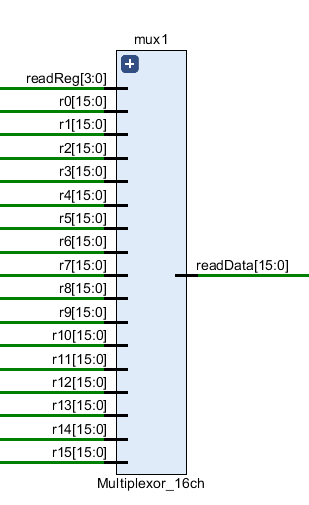 mux1
readReg[3:0]
r0[15:0]
r1[15:0]
r2[15:0]
r3[15:0]
r4[15:0]
r5[15:0]
r6[15:0]
r7[15:0]
readData[15:0]
r8[15:0]
r9[15:0]
r10[15:0]
r11[15:0]
r12[15:0]
r13[15:0]
r14[15:0]
r15[15:0]
Multiplexor_16ch